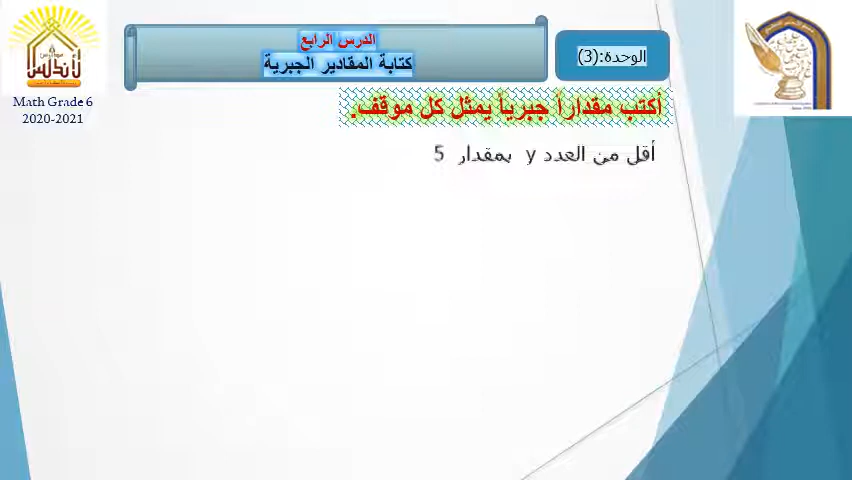 الدرس الرابع
كتابة المقادير الجبرية
الوحدة:(3)
Math Grade 6
2020-2021
أكتب مقداراً جبرياً يمثل كل موقف.
أقل من العدد y بمقدار 5